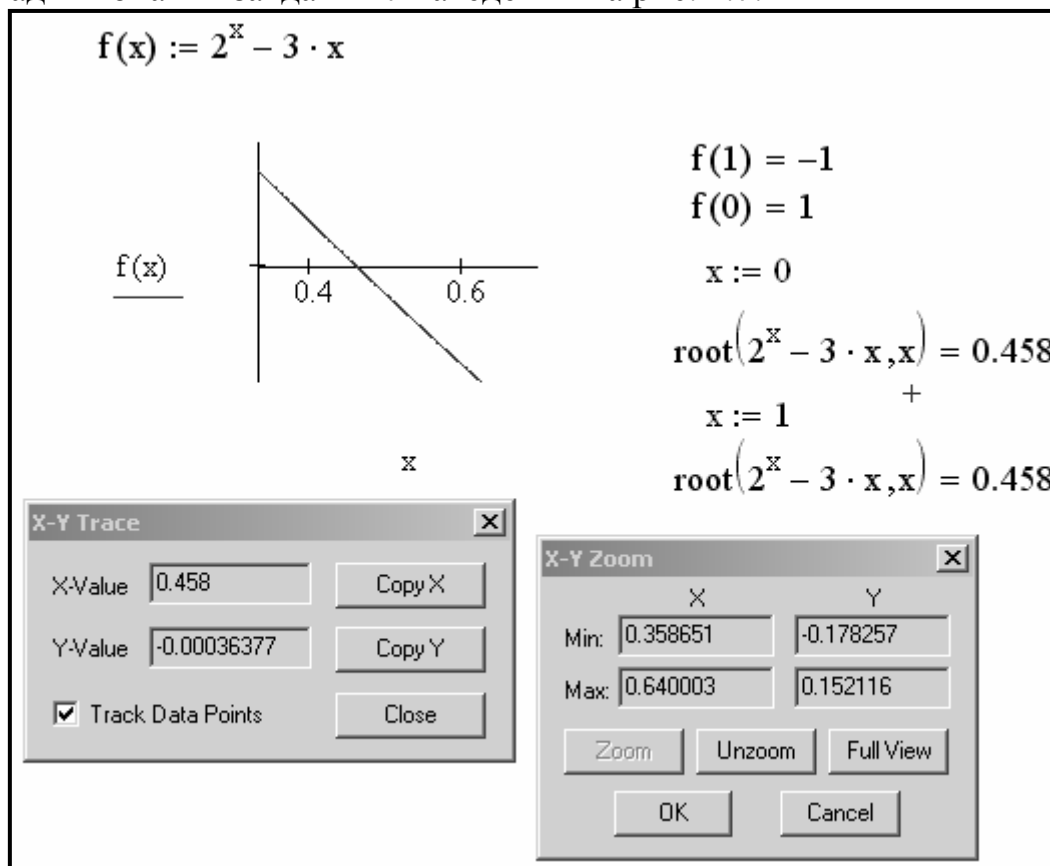 f(x) := 2^x – 3 · x
f(1) = –1
f(0) = 1
x := 0
root(2^x – 3 · x, x) = 0.458
x := 1
root(2^x – 3 · x, x) = 0.458
f(x)
0.4 0.6
x
X-Y Trace
X-Value 0.458 Copy X
Y-Value -0.00036377 Copy Y
Track Data Points Close
X-Y Zoom
X Y
Min: 0.358651 -0.178257
Max: 0.640003 0.152116
Zoom Unzoom Full View
OK Cancel